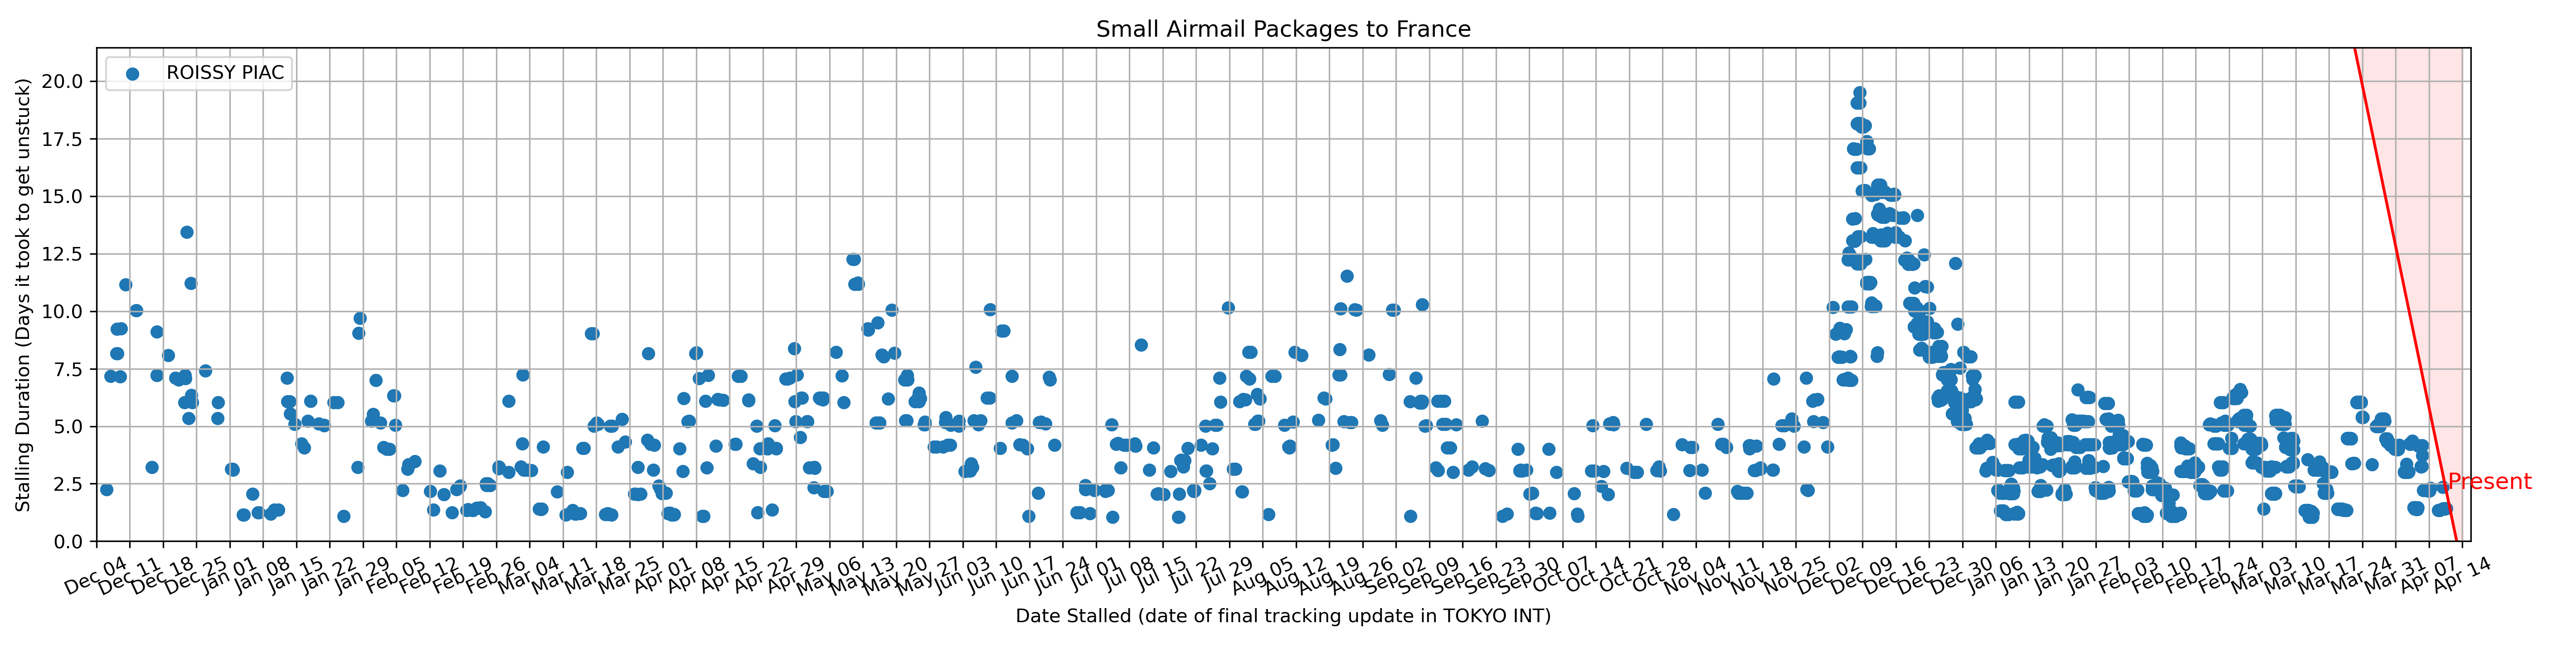 Small Airmail Packages to France
ROISSY PIAC
Stalling Duration (Days it took to get unstuck)
20.0
17.5
15.0
12.5
10.0
7.5
5.0
2.5
0.0
Present
Dec 04 Dec 11 Dec 18 Dec 25 Jan 01 Jan 08 Jan 15 Jan 22 Jan 29 Feb 05 Feb 12 Feb 19 Feb 26 Mar 04 Mar 11 Mar 18 Mar 25 Apr 01 Apr 08 Apr 15 Apr 22 Apr 29 May 06 May 13 May 20 May 27 Jun 03 Jun 10 Jun 17 Jun 24 Jul 01 Jul 08 Jul 15 Jul 22 Jul 29 Aug 05 Aug 12 Aug 19 Aug 26 Sep 02 Sep 09 Sep 16 Sep 23 Sep 30 Oct 07 Oct 14 Oct 21 Oct 28 Nov 04 Nov 11 Nov 18 Nov 25 Dec 02 Dec 09 Dec 16 Dec 23 Dec 30 Jan 06 Jan 13 Jan 20 Jan 27 Feb 03 Feb 10 Feb 17 Feb 24 Mar 03 Mar 10 Mar 17 Mar 24 Mar 31 Apr 07 Apr 14
Date Stalled (date of final tracking update in TOKYO INT)